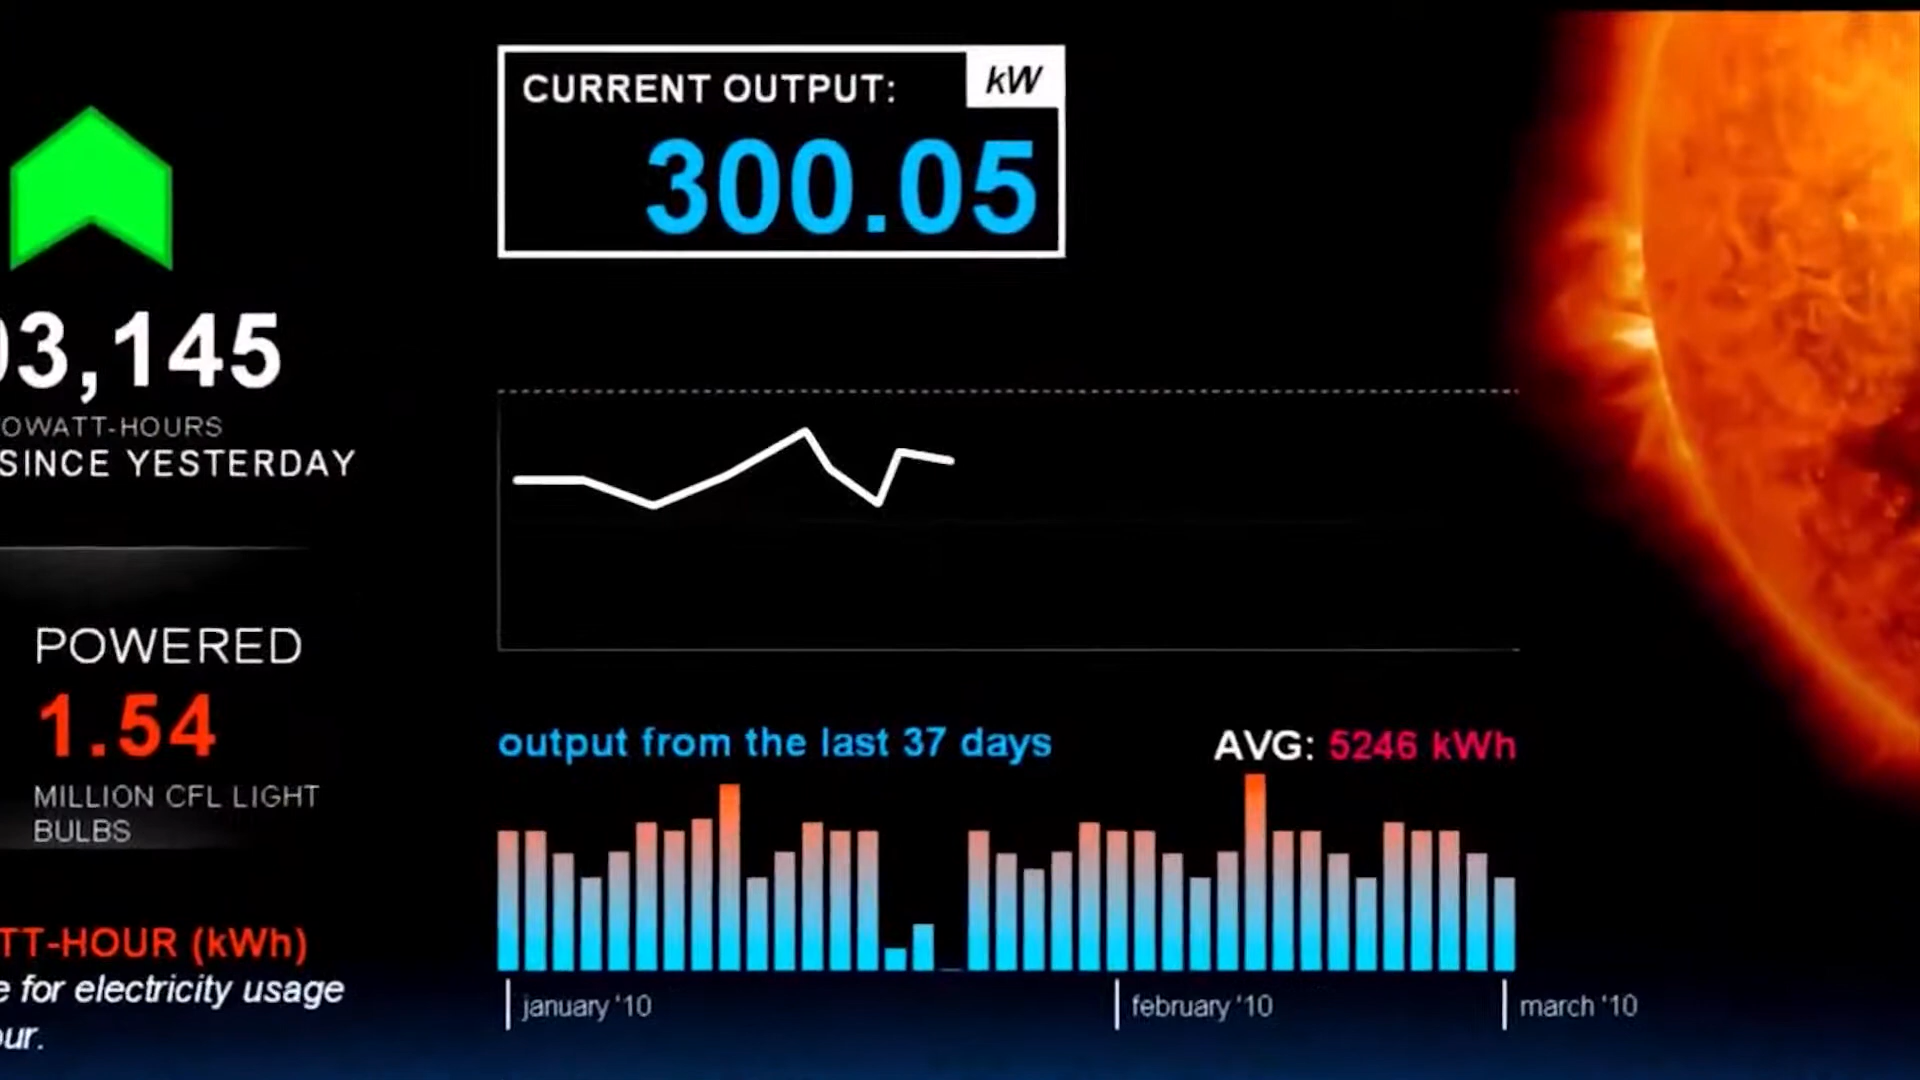 CURRENT OUTPUT:
kW
300.05
3,145
OWATT-HOURS
SINCE YESTERDAY
POWERED
1.54
MILLION CFL LIGHT
BULBS
TT-HOUR (kWh)
e for electricity usage
our.
output from the last 37 days
AVG: 5246 kWh
january '10
february '10
march '10